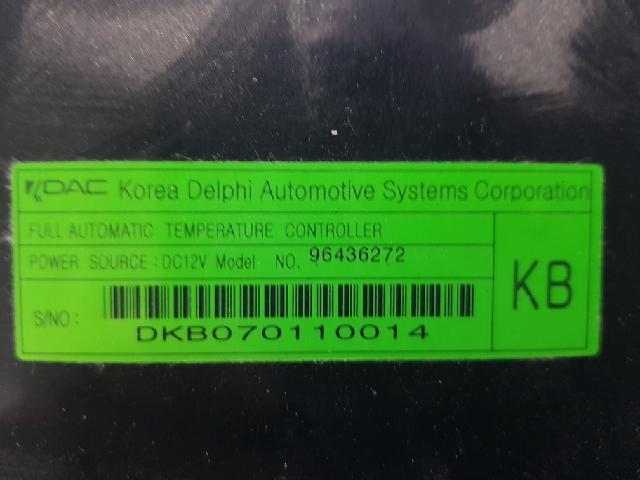 KDAC Korea Delphi Automotive Systems Corporation
FULL AUTOMATIC TEMPERATURE CONTROLLER
POWER SOURCE : DC12V Model NO. 96436272
KB
S/NO :
DKB070110014